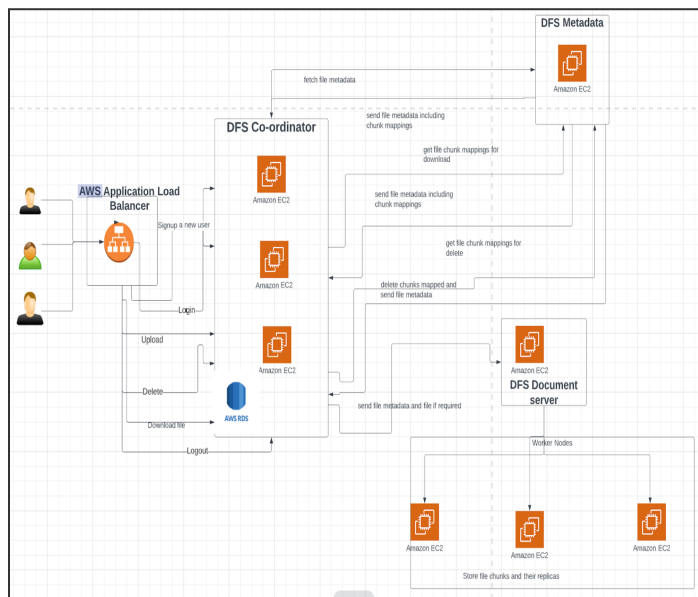 DFS Metadata
Amazon EC2
fetch file metadata
send file metadata including
chunk mappings
DFS Co-ordinator
get file chunk mappings for
download
Amazon EC2
AWS Application Load
Balancer
send file metadata including
chunk mappings
Signup a new user
get file chunk mappings for
delete
Amazon EC2
delete chunks mapped and
send file metadata
Login
Upload
Amazon EC2
Amazon EC2
DFS Document
server
Delete
AWS RDS
send file metadata and file if required
Download file
Worker Nodes
Logout
Amazon EC2
Amazon EC2
Amazon EC2
Store file chunks and their replicas